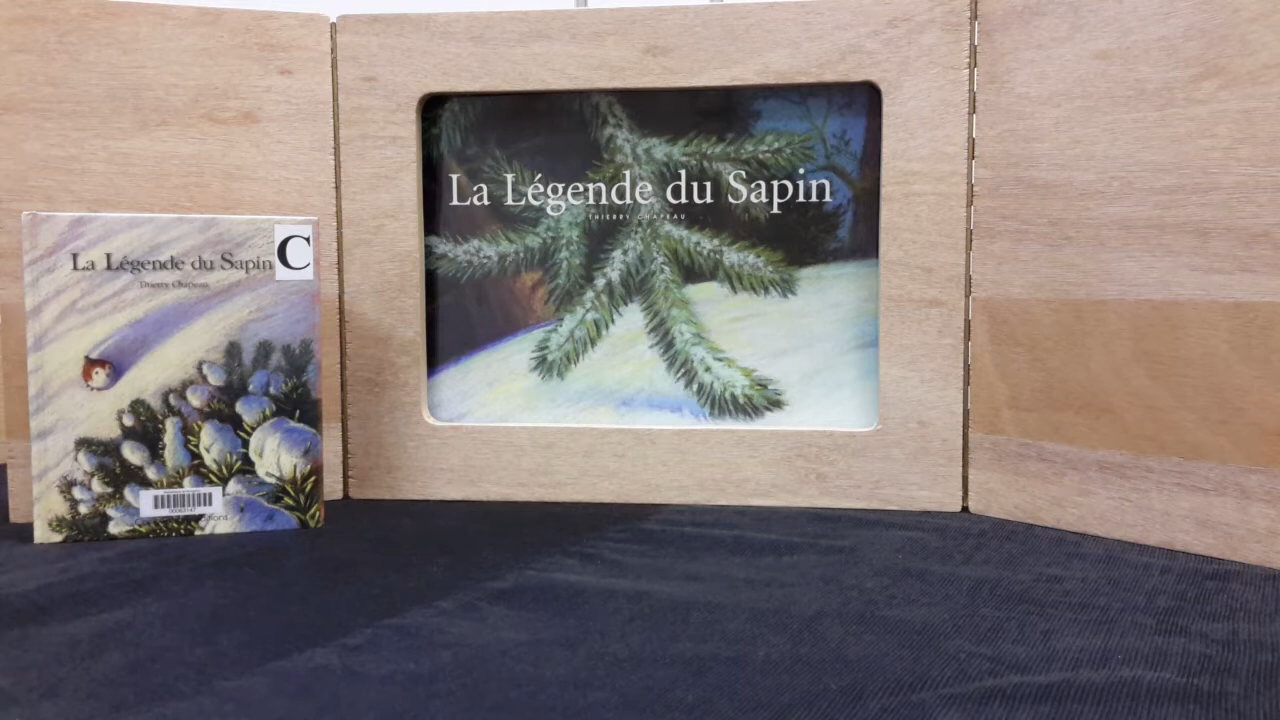 La Légende du Sapin
THIERRY CHAPEAU
La Légende du Sapin
C
Thierry Chapeau